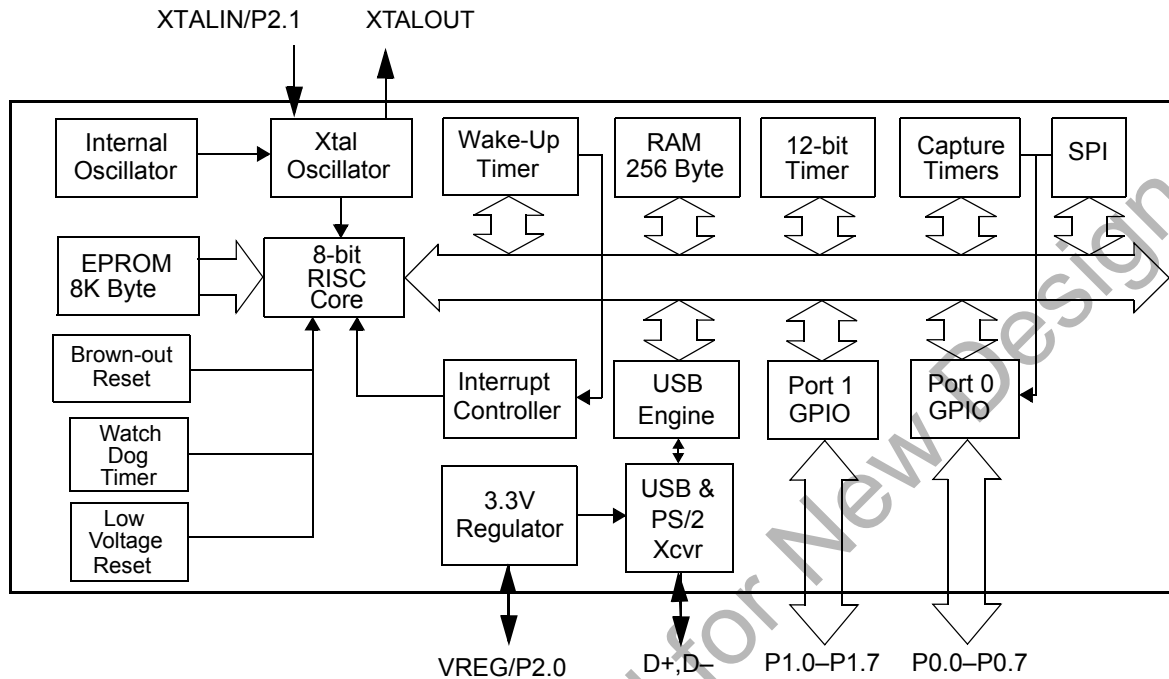 XTALIN/P2.1
XTALOUT
Internal
Oscillator
Xtal
Oscillator
Wake-Up
Timer
RAM
256 Byte
12-bit
Timer
Capture
Timers
SPI
EPROM
8K Byte
8-bit
RISC
Core
Brown-out
Reset
Watch
Dog
Timer
Low
Voltage
Reset
Interrupt
Controller
USB
Engine
Port 1
GPIO
Port 0
GPIO
3.3V
Regulator
USB &
PS/2
Xcvr
VREG/P2.0
D+,D–
P1.0–P1.7
P0.0–P0.7
for New Design